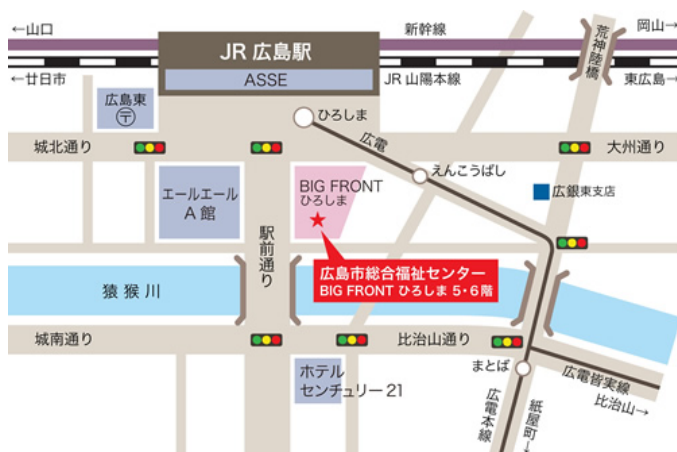 ←山口
新幹線
岡山→
JR 広島駅
荒神陸橋
←廿日市
ASSE
JR 山陽本線
東広島→
広島東
〒
ひろしま
広電
城北通り
大州通り
えんこうばし
エールエール
A 館
BIG FRONT
ひろしま
広銀東支店
駅前通り
広島市総合福祉センター
BIG FRONT ひろしま 5・6 階
猿猴川
城南通り
比治山通り
まとば
ホテル
センチュリー 21
広電皆実線
比治山→
広電本線
紙屋町→